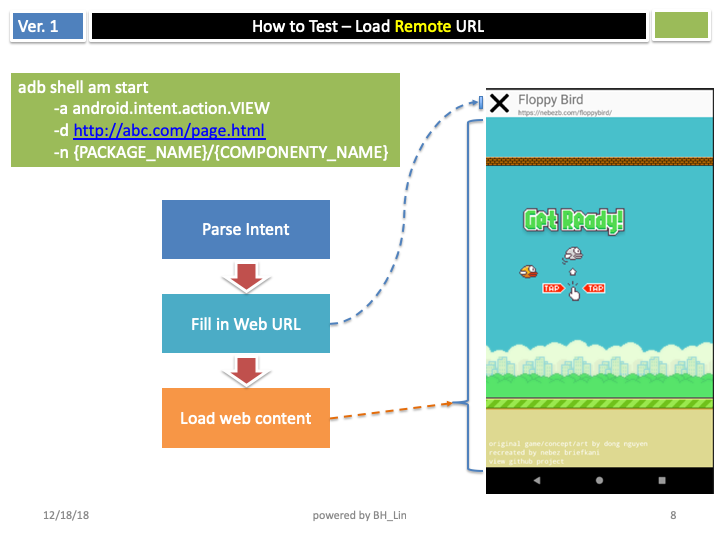 Ver. 1
How to Test – Load Remote URL
adb shell am start
-a android.intent.action.VIEW
-d http://abc.com/page.html
-n {PACKAGE_NAME}/{COMPONENTY_NAME}
Parse Intent
Fill in Web URL
Load web content
Floppy Bird
https://nebezb.com/floppybird/
Get Ready!
TAP
TAP
original game/concept/art by dong nguyen
recreated by nebez briefkani
view github project
12/18/18
powered by BH_Lin
8